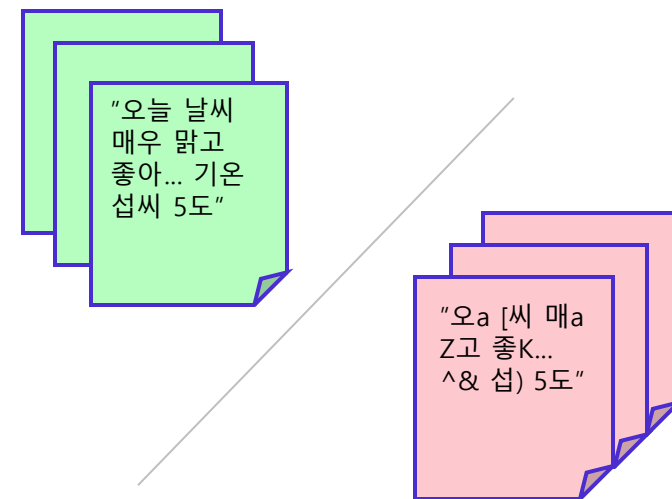 "오늘 날씨
매우 맑고
좋아... 기온
섭씨 5도"
"오a [씨 매a
Z고 좋K...
^& 섭) 5도"